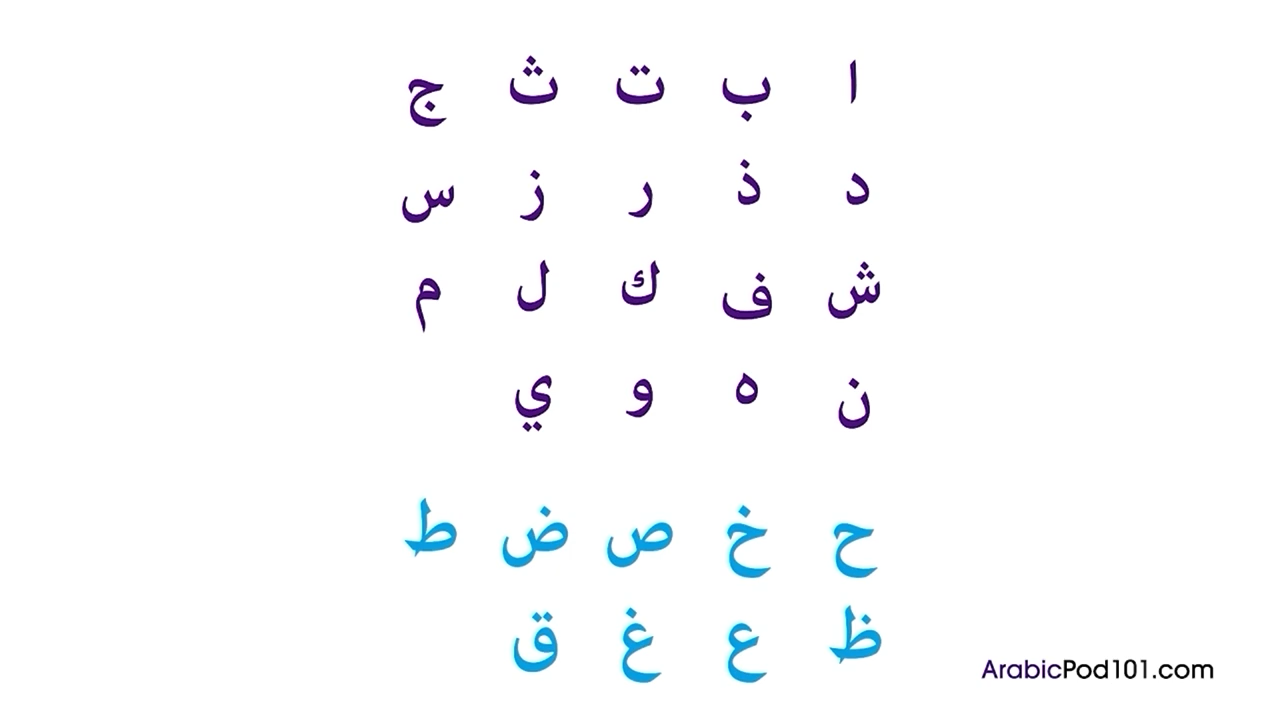 ا ب ت ث ج
د ذ ر ز س
ش ف ك ل م
ن ه و ي
ح خ ص ض ط
ظ ع غ ق
ArabicPod101.com